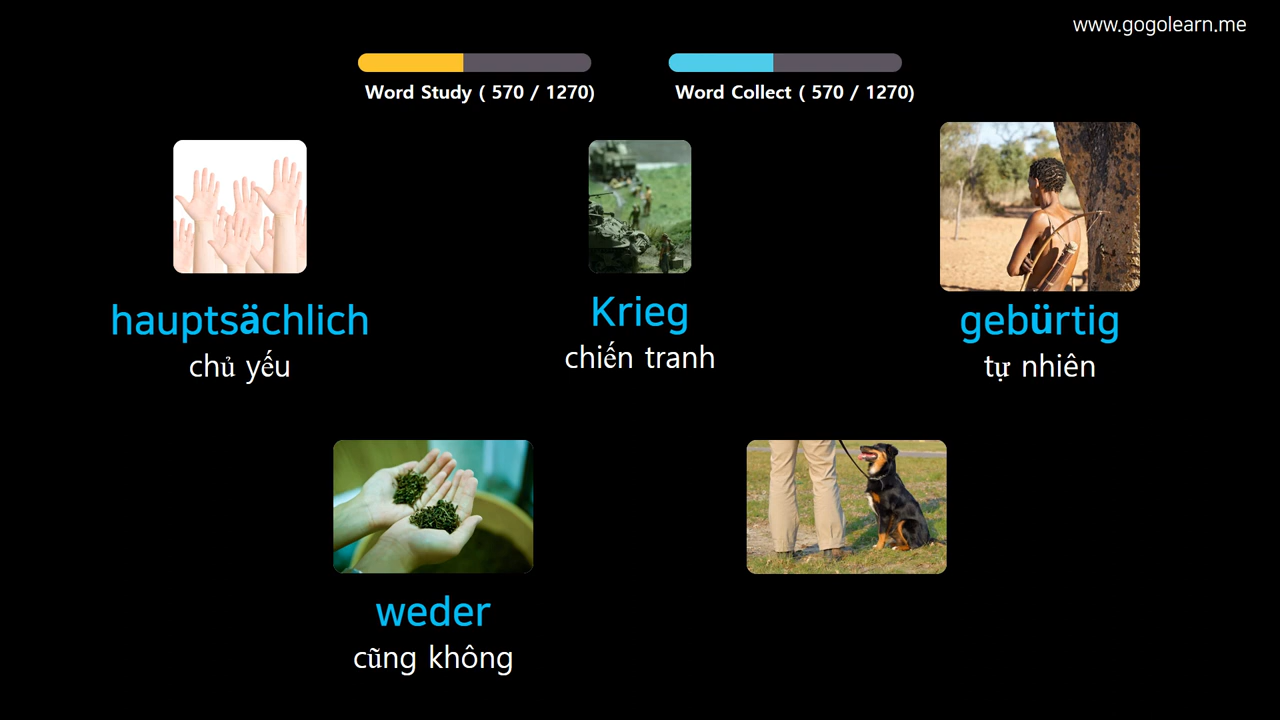 www.gogolearn.me
Word Study ( 570 / 1270)
Word Collect ( 570 / 1270)
hauptsächlich
chủ yếu
Krieg
chiến tranh
gebürtig
tự nhiên
weder
cũng không